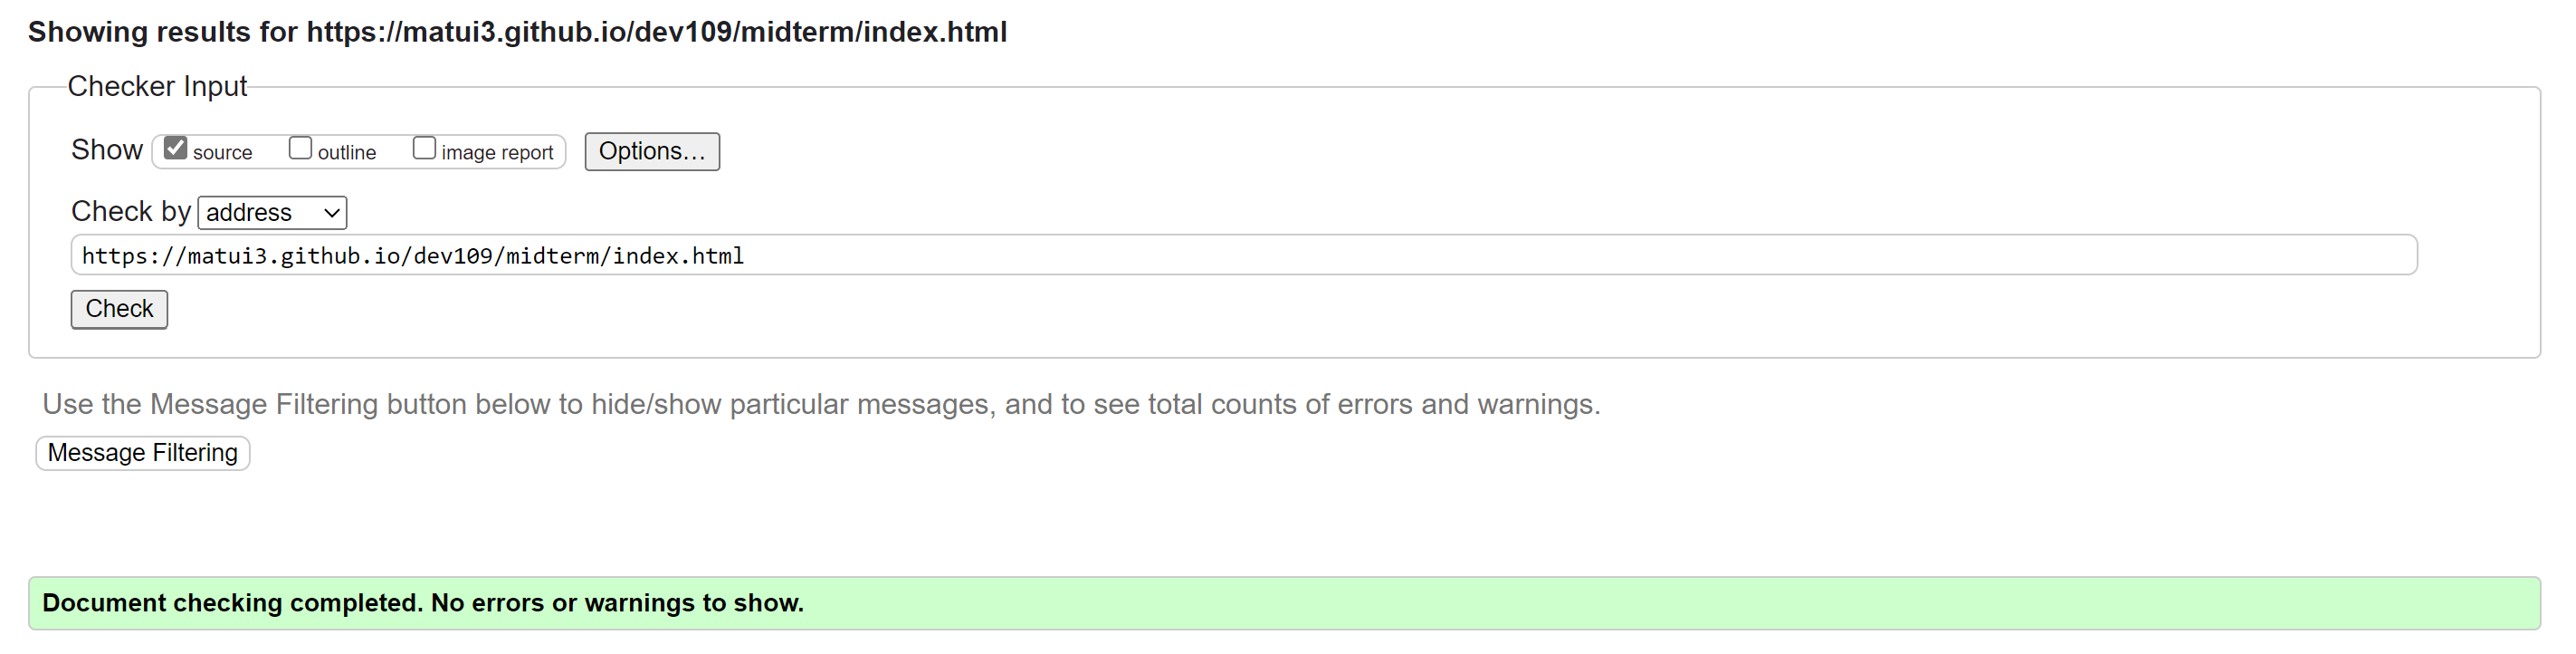 Showing results for https://matui3.github.io/dev109/midterm/index.html
Checker Input
Show source outline image report Options...
Check by address
https://matui3.github.io/dev109/midterm/index.html
Check
Use the Message Filtering button below to hide/show particular messages, and to see total counts of errors and warnings.
Message Filtering
Document checking completed. No errors or warnings to show.